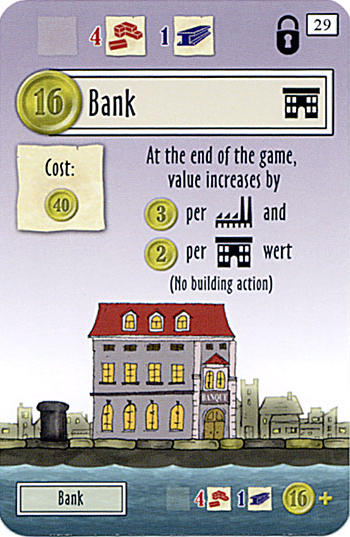 4 1 29
16 Bank
Cost:
40
At the end of the game,
value increases by
3 per and
2 per wert
(No building action)
BANQUE
Bank 4 1 16 +